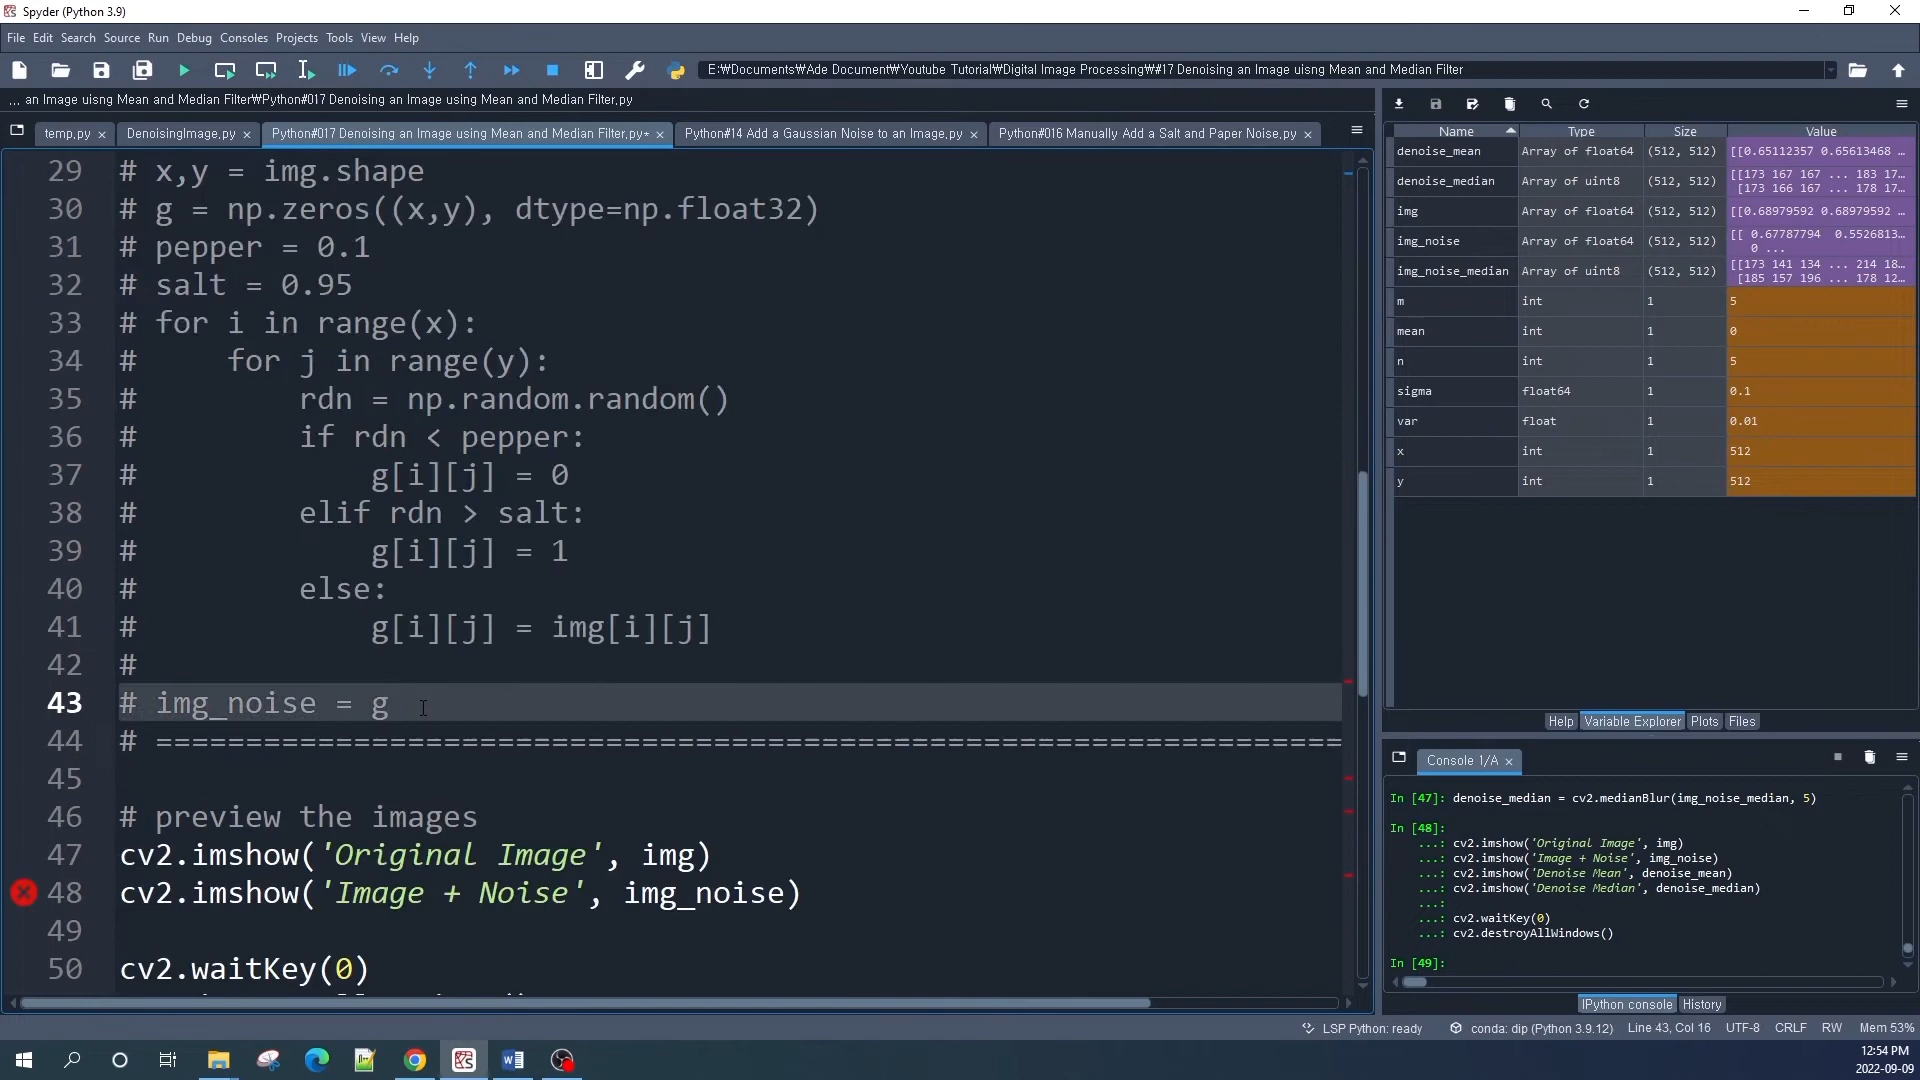 Spyder (Python 3.9)
File Edit Search Source Run Debug Consoles Projects Tools View Help
E:₩Documents₩Ade Document₩Youtube Tutorial₩Digital Image Processing₩#17 Denoising an Image uisng Mean and Median Filter
... an Image uisng Mean and Median Filter₩Python#017 Denoising an Image using Mean and Median Filter.py
temp.py DenoisingImage.py Python#017 Denoising an Image using Mean and Median Filter.py* Python#14 Add a Gaussian Noise to an Image.py Python#016 Manually Add a Salt and Paper Noise.py
29 # x,y = img.shape
30 # g = np.zeros((x,y), dtype=np.float32)
31 # pepper = 0.1
32 # salt = 0.95
33 # for i in range(x):
34 #     for j in range(y):
35 #         rdn = np.random.random()
36 #         if rdn < pepper:
37 #             g[i][j] = 0
38 #         elif rdn > salt:
39 #             g[i][j] = 1
40 #         else:
41 #             g[i][j] = img[i][j]
42 #
43 # img_noise = g
44 # ==================================================================
45
46 # preview the images
47 cv2.imshow('Original Image', img)
48 cv2.imshow('Image + Noise', img_noise)
49
50 cv2.waitKey(0)
Name Type Size Value
denoise_mean Array of float64 (512, 512) [[0.65112357 0.65613468 ...
denoise_median Array of uint8 (512, 512) [[173 167 167 ... 183 17...
[173 166 167 ... 178 17...
img Array of float64 (512, 512) [[0.68979592 0.68979592 ...
img_noise Array of float64 (512, 512) [[ 0.67787794 0.5526813...
0 ...
img_noise_median Array of uint8 (512, 512) [[173 141 134 ... 214 18...
[185 157 196 ... 178 12...
m int 1 5
mean int 1 0
n int 1 5
sigma float64 1 0.1
var float 1 0.01
x int 1 512
y int 1 512
Help Variable Explorer Plots Files
Console 1/A
In [47]: denoise_median = cv2.medianBlur(img_noise_median, 5)
In [48]:
...: cv2.imshow('Original Image', img)
...: cv2.imshow('Image + Noise', img_noise)
...: cv2.imshow('Denoise Mean', denoise_mean)
...: cv2.imshow('Denoise Median', denoise_median)
...:
...: cv2.waitKey(0)
...: cv2.destroyAllWindows()
In [49]:
IPython console History
LSP Python: ready conda: dip (Python 3.9.12) Line 43, Col 16 UTF-8 CRLF RW Mem 53%
12:54 PM
2022-09-09